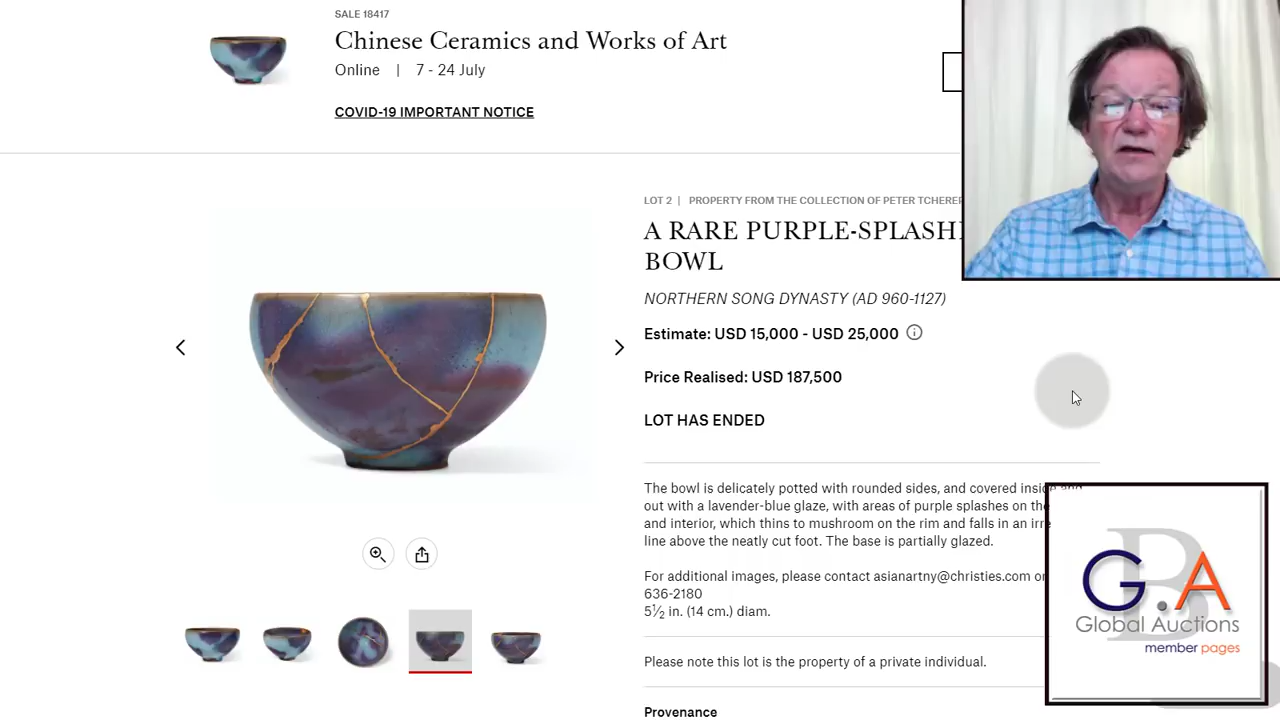 SALE 18417
Chinese Ceramics and Works of Art
Online | 7 - 24 July
COVID-19 IMPORTANT NOTICE
LOT 2 | PROPERTY FROM THE COLLECTION OF PETER
A RARE PURPLE-SPLASH
BOWL
NORTHERN SONG DYNASTY (AD 960-1127)
Estimate: USD 15,000 - USD 25,000
Price Realised: USD 187,500
LOT HAS ENDED
The bowl is delicately potted with rounded sides, and covered inside and
out with a lavender-blue glaze, with areas of purple splashes on the
and interior, which thins to mushroom on the rim and falls in an irre
line above the neatly cut foot. The base is partially glazed.
For additional images, please contact asianartny@christies.com or
636-2180
5½ in. (14 cm.) diam.
Please note this lot is the property of a private individual.
Provenance
B
G.A
Global Auctions
member pages